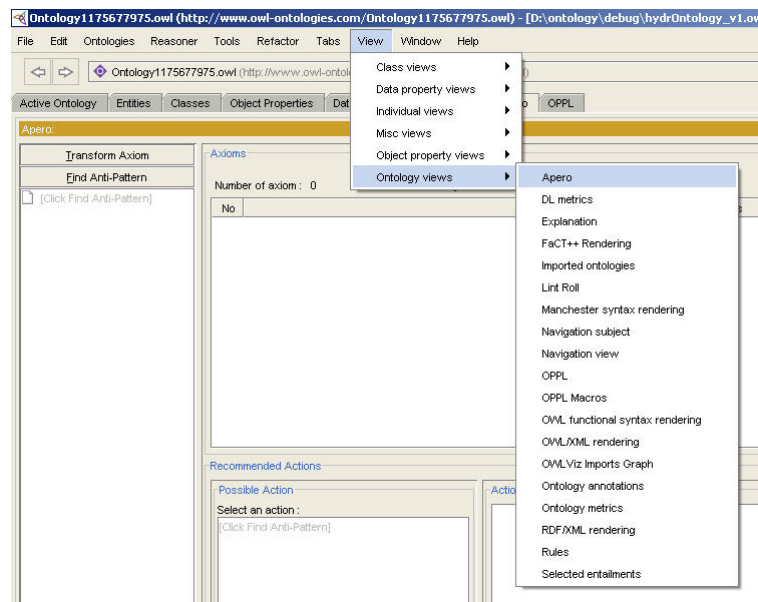 Ontology1175677975.owl (http://www.owl-ontologies.com/Ontology1175677975.owl) - [D:\ontology\debug\hydrOntology_v1.ow
File Edit Ontologies Reasoner Tools Refactor Tabs View Window Help
Ontology1175677975.owl (http://www.owl-ontol
Active Ontology Entities Classes Object Properties Dat OPPL
Apero:
Class views
Data property views
Individual views
Misc views
Object property views
Ontology views
Transform Axiom
Find Anti-Pattern
[Click Find Anti-Pattern]
Axioms
Number of axiom : 0
No
Apero
DL metrics
Explanation
FaCT++ Rendering
Imported ontologies
Lint Roll
Manchester syntax rendering
Navigation subject
Navigation view
OPPL
OPPL Macros
OWL functional syntax rendering
OWL/XML rendering
OWLViz Imports Graph
Ontology annotations
Ontology metrics
RDF/XML rendering
Rules
Selected entailments
Recommended Actions
Possible Action
Select an action :
[Click Find Anti-Pattern]
Actio